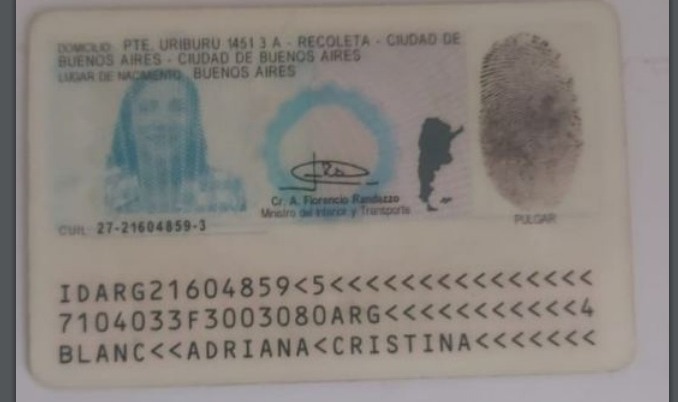 DOMICILIO: PTE. URIBURU 1451 3 A - RECOLETA - CIUDAD DE
BUENOS AIRES - CIUDAD DE BUENOS AIRES
LUGAR DE NACIMIENTO: BUENOS AIRES
Cr. A. Florencio Randazzo
Ministro del Interior y Transporte
PULGAR
CUIL: 27-21604859-3
IDARG21604859<5<<<<<<<<<<<<<<<
7104033F3003080ARG<<<<<<<<<<<4
BLANC<<ADRIANA<CRISTINA<<<<<<<